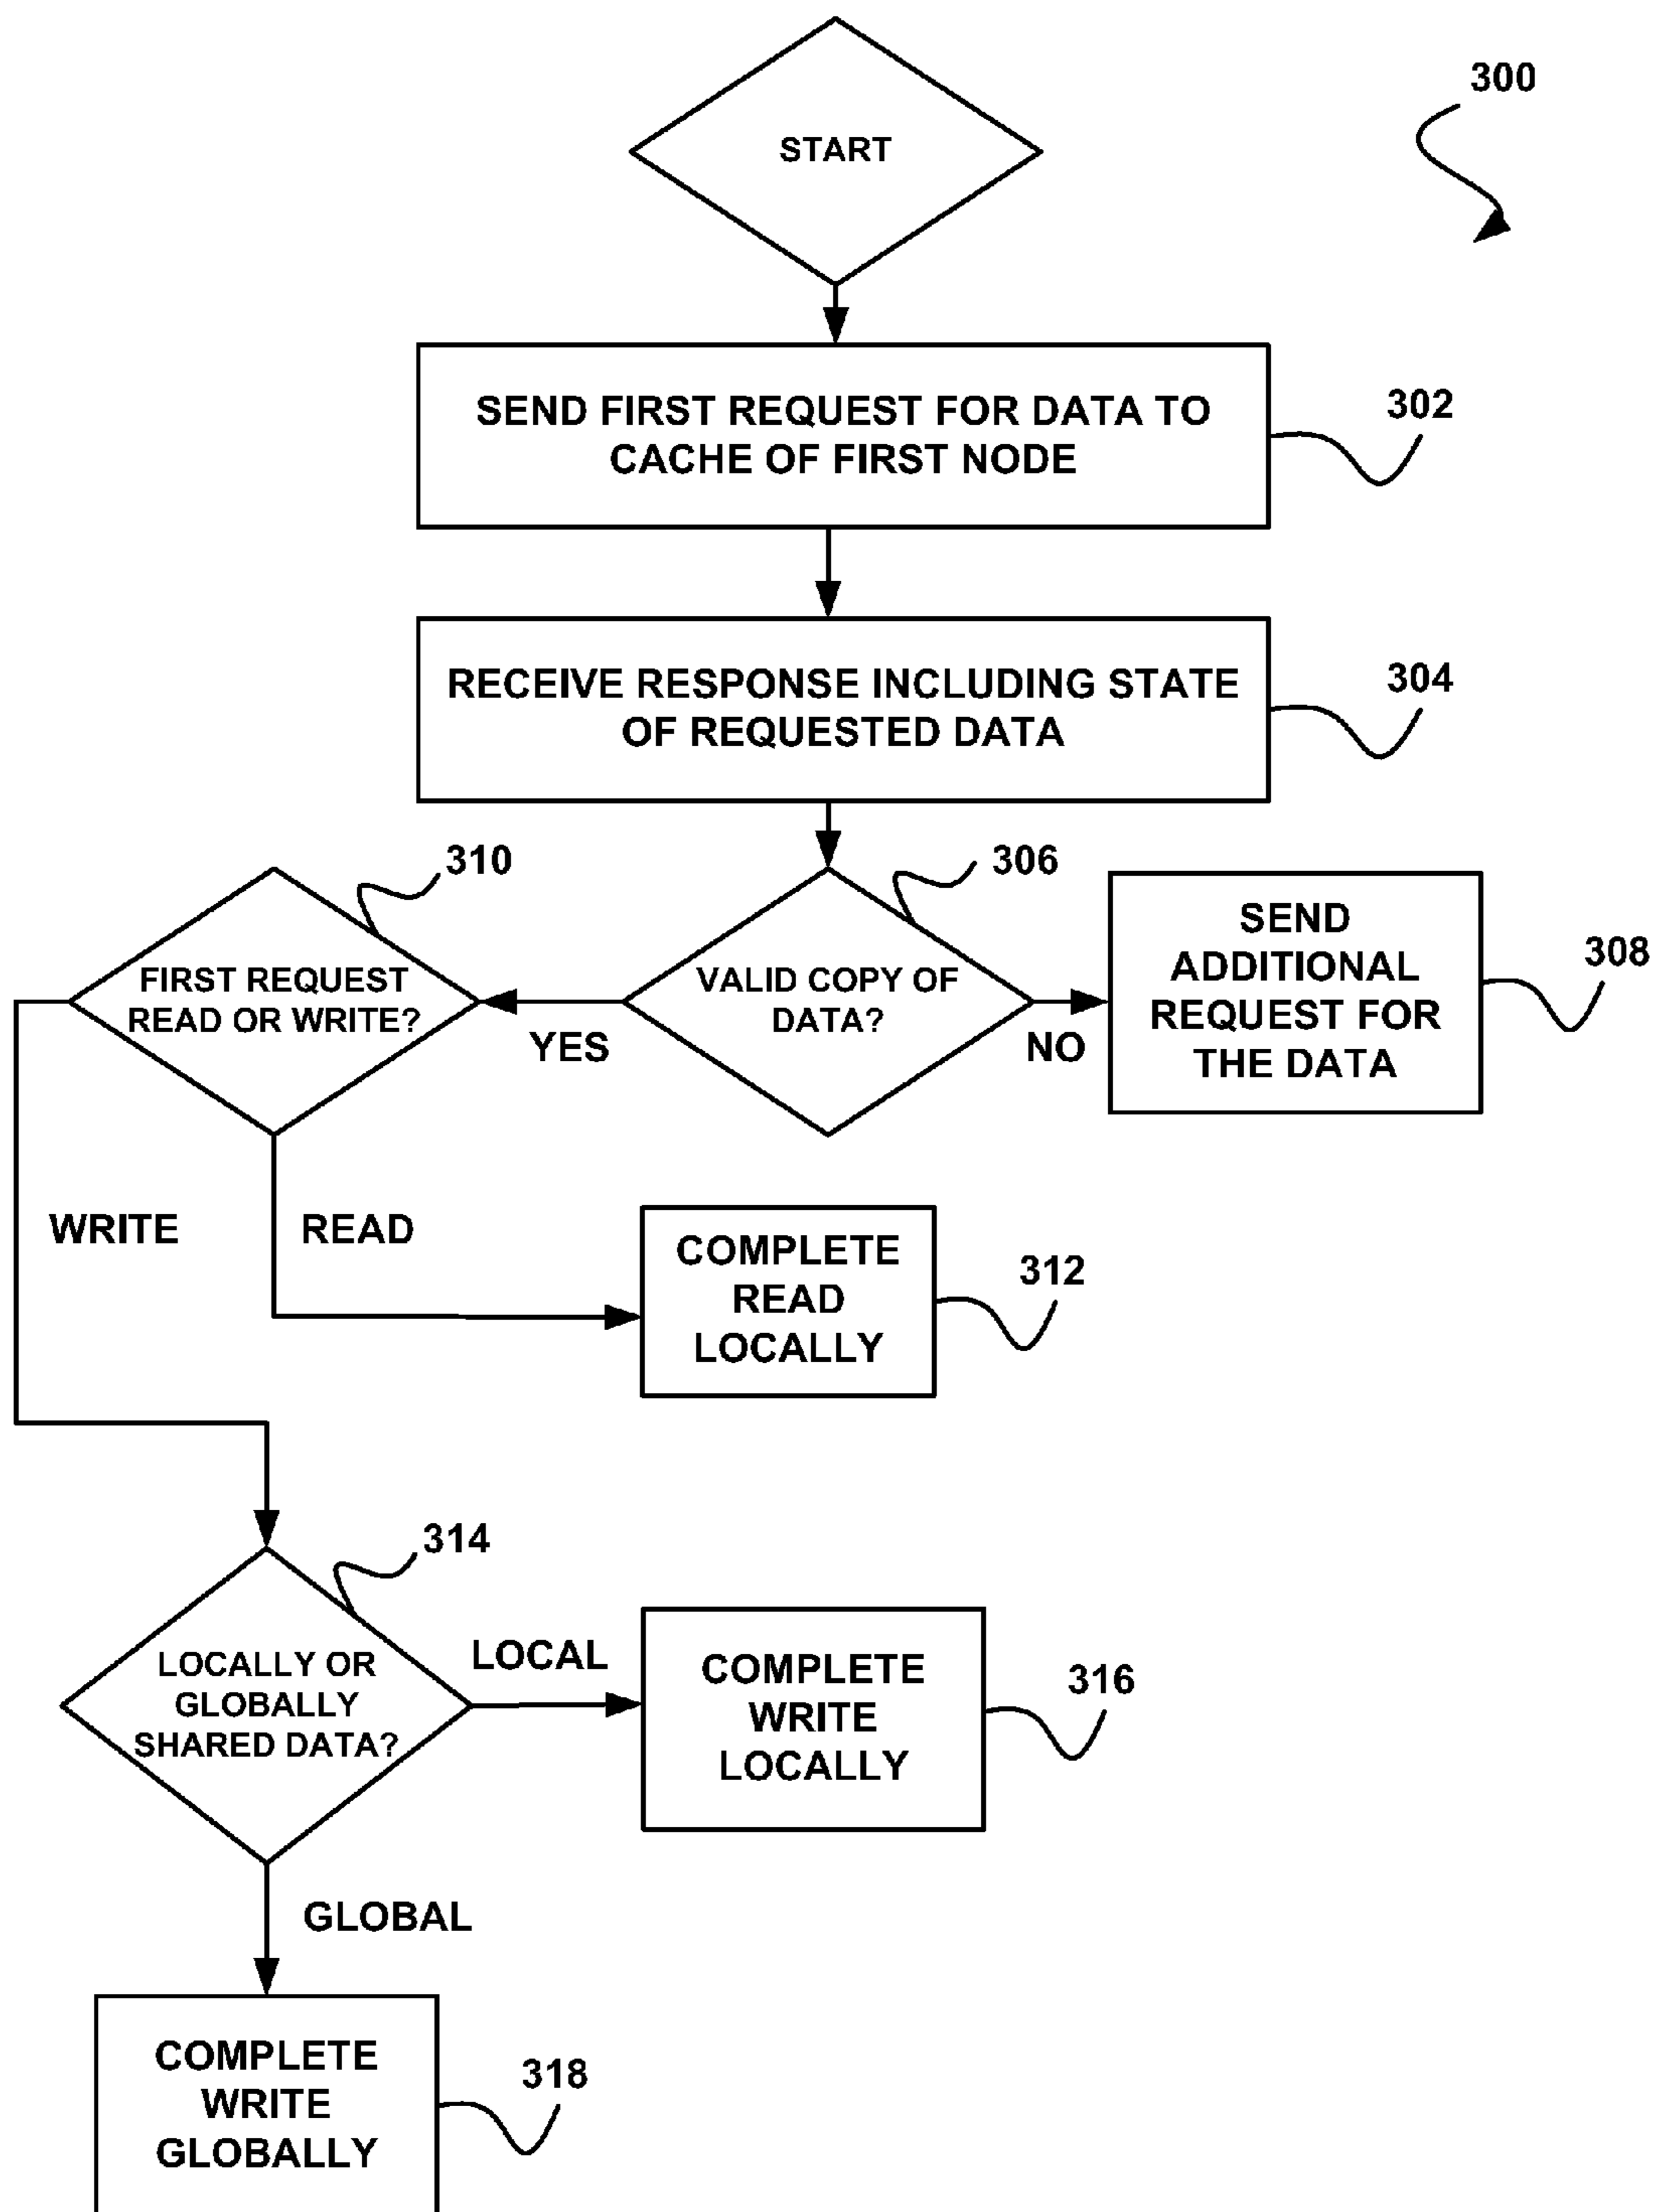 START
300
SEND FIRST REQUEST FOR DATA TO
CACHE OF FIRST NODE
302
RECEIVE RESPONSE INCLUDING STATE
OF REQUESTED DATA
304
310
306
FIRST REQUEST
READ OR WRITE?
YES
VALID COPY OF
DATA?
NO
SEND
ADDITIONAL
REQUEST FOR
THE DATA
308
WRITE
READ
COMPLETE
READ
LOCALLY
312
314
LOCALLY OR
GLOBALLY
SHARED DATA?
LOCAL
COMPLETE
WRITE
LOCALLY
316
GLOBAL
COMPLETE
WRITE
GLOBALLY
318